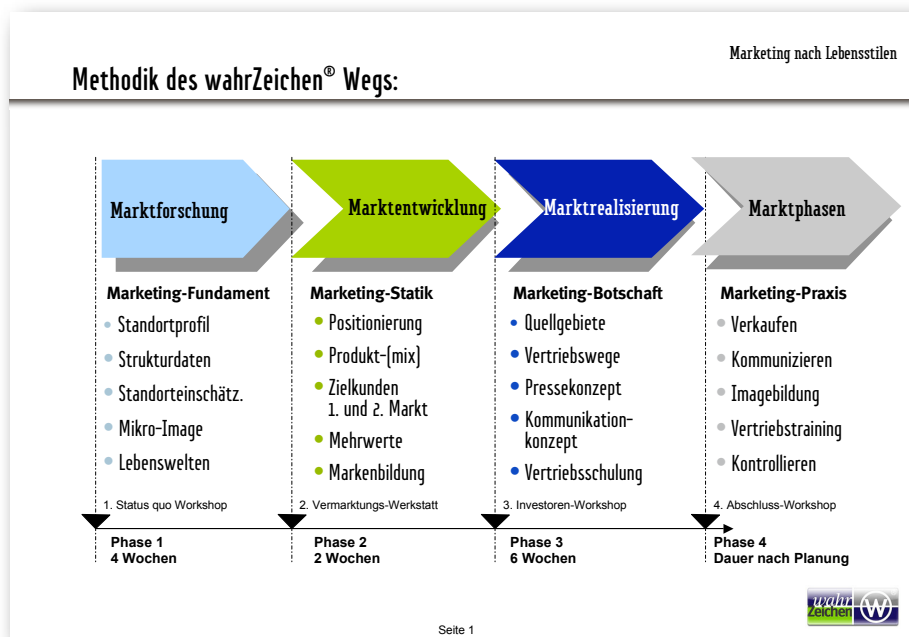 Marketing nach Lebensstilen
Methodik des wahrZeichen® Wegs:
Marktforschung
Marktentwicklung
Marktrealisierung
Marktphasen
Marketing-Fundament
• Standortprofil
• Strukturdaten
• Standorteinschätz.
• Mikro-Image
• Lebenswelten
Marketing-Statik
• Positionierung
• Produkt-(mix)
• Zielkunden
1. und 2. Markt
• Mehrwerte
• Markenbildung
Marketing-Botschaft
• Quellgebiete
• Vertriebswege
• Pressekonzept
• Kommunikation-
konzept
• Vertriebsschulung
Marketing-Praxis
• Verkaufen
• Kommunizieren
• Imagebildung
• Vertriebstraining
• Kontrollieren
1. Status quo Workshop
2. Vermarktungs-Werkstatt
3. Investoren-Workshop
4. Abschluss-Workshop
Phase 1
4 Wochen
Phase 2
2 Wochen
Phase 3
6 Wochen
Phase 4
Dauer nach Planung
wahr
Zeichen
W
Seite 1